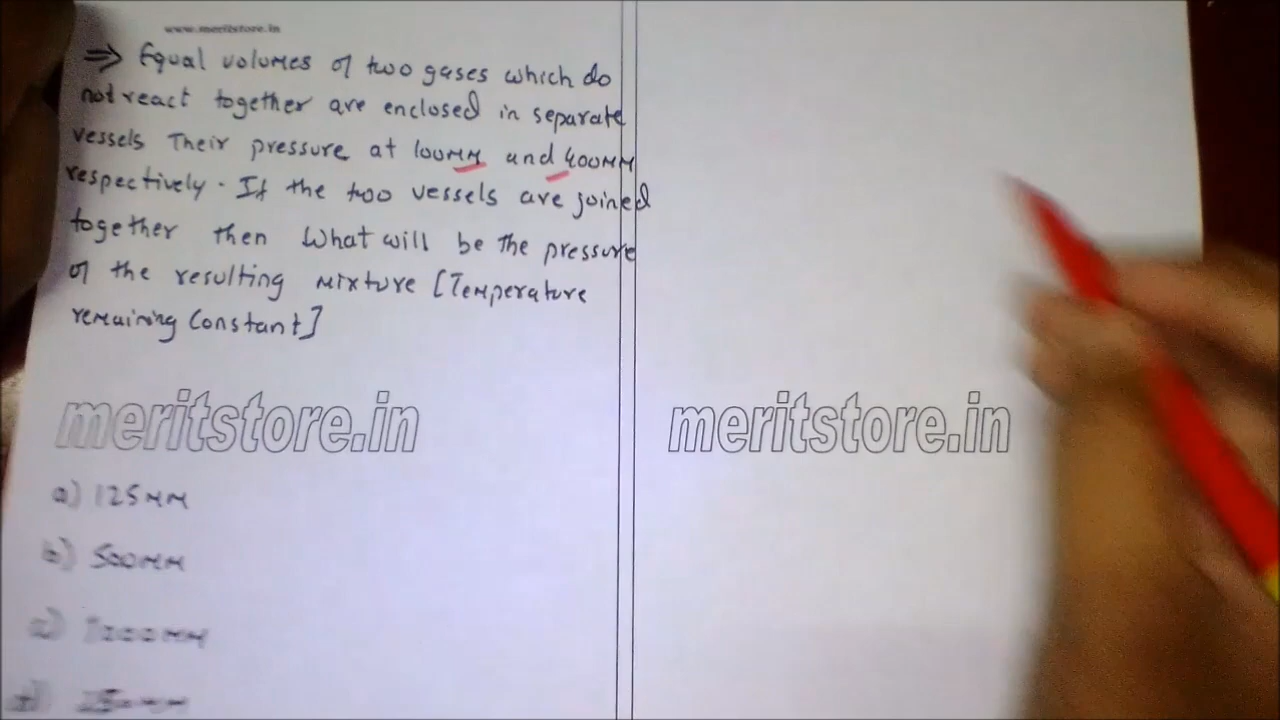 www.meritstore.in
⇒ Equal volumes of two gases which do
not react together are enclosed in separate
vessels Their pressure at 100MM and 400MM
respectively. If the two vessels are joined
together then What will be the pressure
of the resulting mixture [Temperature
remaining Constant]
meritstore.in
meritstore.in
a) 125MM
b) 500MM
1000MM
250MM